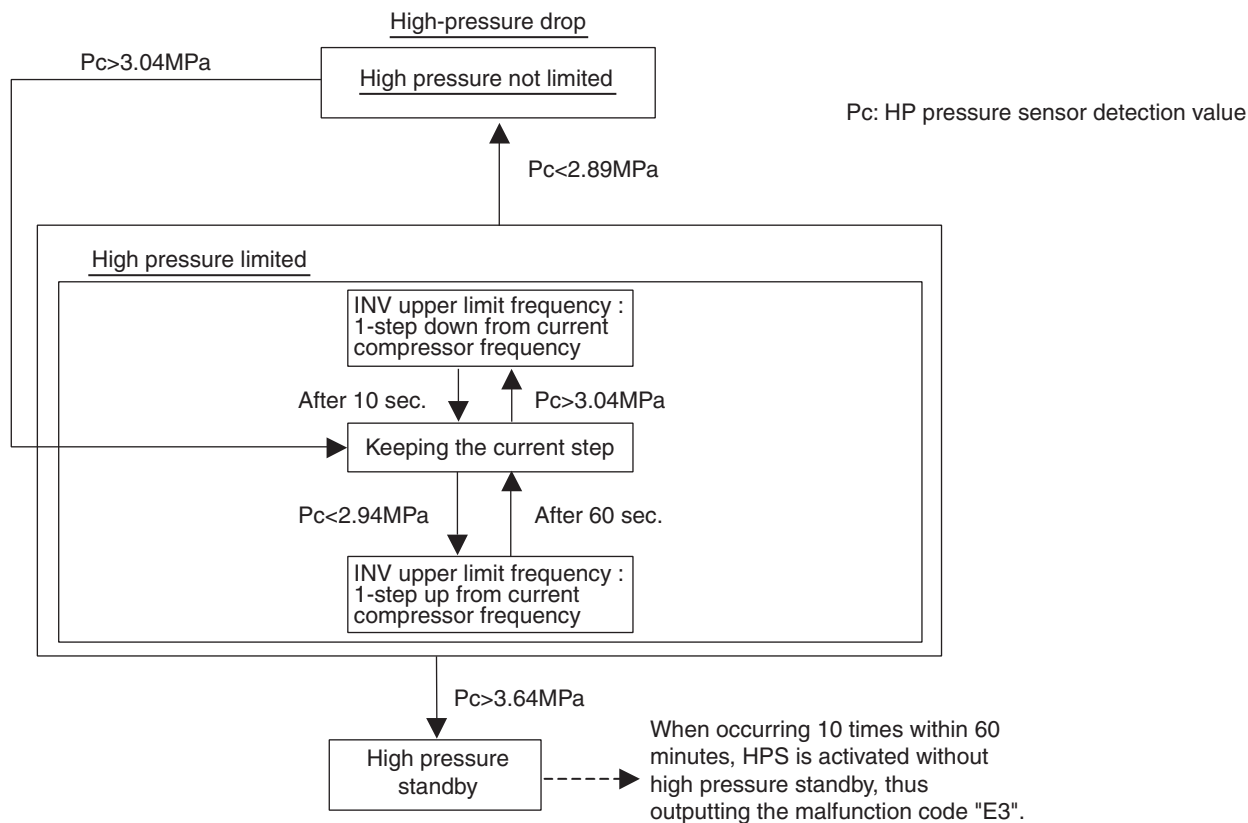 High-pressure drop
Pc>3.04MPa
High pressure not limited
Pc: HP pressure sensor detection value
Pc<2.89MPa
High pressure limited
INV upper limit frequency :
1-step down from current
compressor frequency
After 10 sec.
Pc>3.04MPa
Keeping the current step
Pc<2.94MPa
After 60 sec.
INV upper limit frequency :
1-step up from current
compressor frequency
Pc>3.64MPa
High pressure
standby
When occurring 10 times within 60
minutes, HPS is activated without
high pressure standby, thus
outputting the malfunction code "E3".